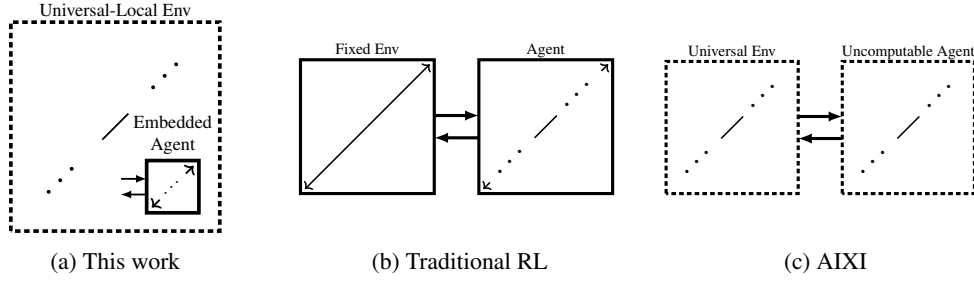 Universal-Local Env
Embedded
Agent
(a) This work
Fixed Env
Agent
(b) Traditional RL
Universal Env
Uncomputable Agent
(c) AIXI